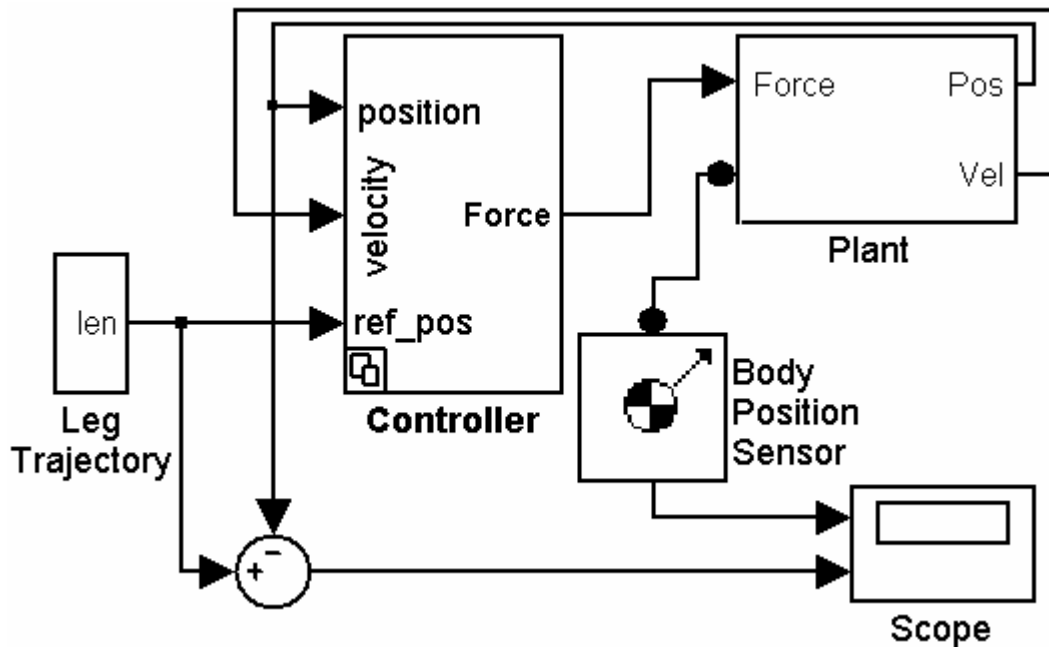 position
velocity
ref_pos
Force
Controller
Force
Pos
Vel
Plant
len
Leg
Trajectory
Body
Position
Sensor
+
−
Scope